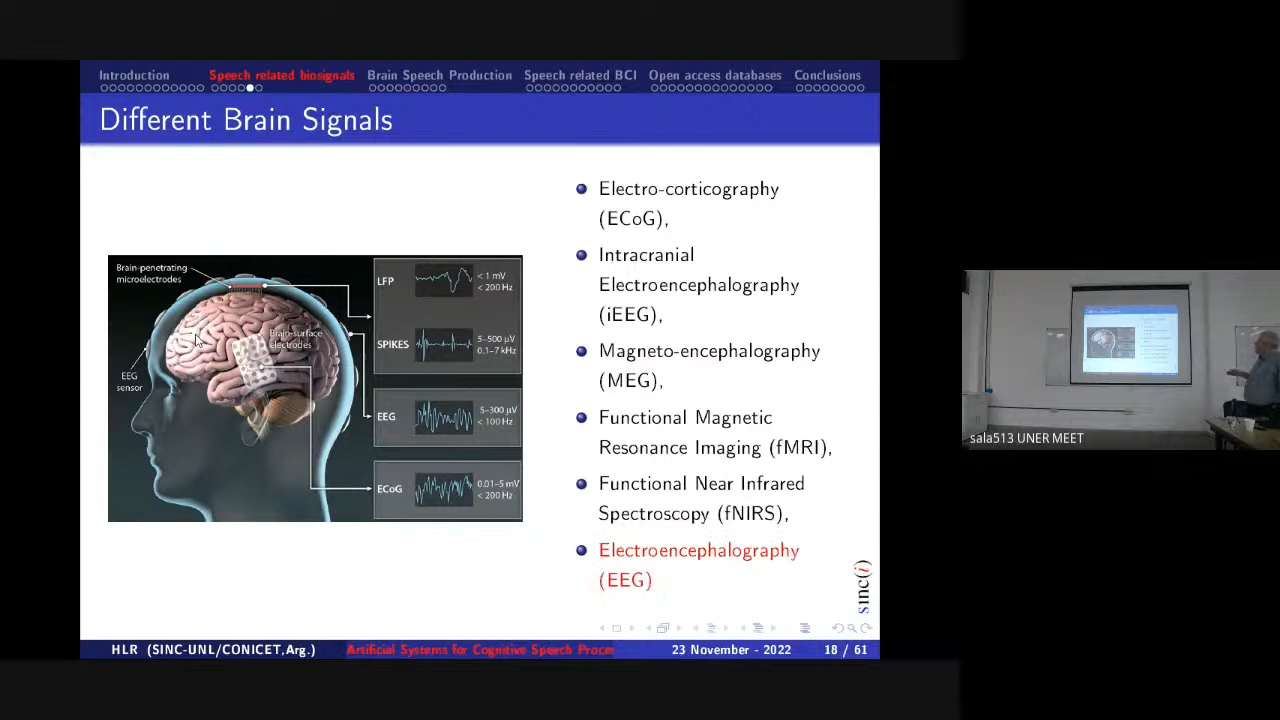 Introduction Speech related biosignals Brain Speech Production Speech related BCI Open access databases Conclusions
Different Brain Signals
Brain-penetrating
microelectrodes
Brain-surface
electrodes
EEG
sensor
LFP
< 1 mV
< 200 Hz
SPIKES
5–500 μV
0.1–7 kHz
EEG
5–300 μV
< 100 Hz
ECoG
0.01–5 mV
< 200 Hz
Electro-corticography
(ECoG),
Intracranial
Electroencephalography
(iEEG),
Magneto-encephalography
(MEG),
Functional Magnetic
Resonance Imaging (fMRI),
Functional Near Infrared
Spectroscopy (fNIRS),
Electroencephalography
(EEG)
sinc(i)
HLR (SINC-UNL/CONICET,Arg.) Artificial Systems for Cognitive Speech Proce 23 November - 2022 18 / 61
sala513 UNER MEET